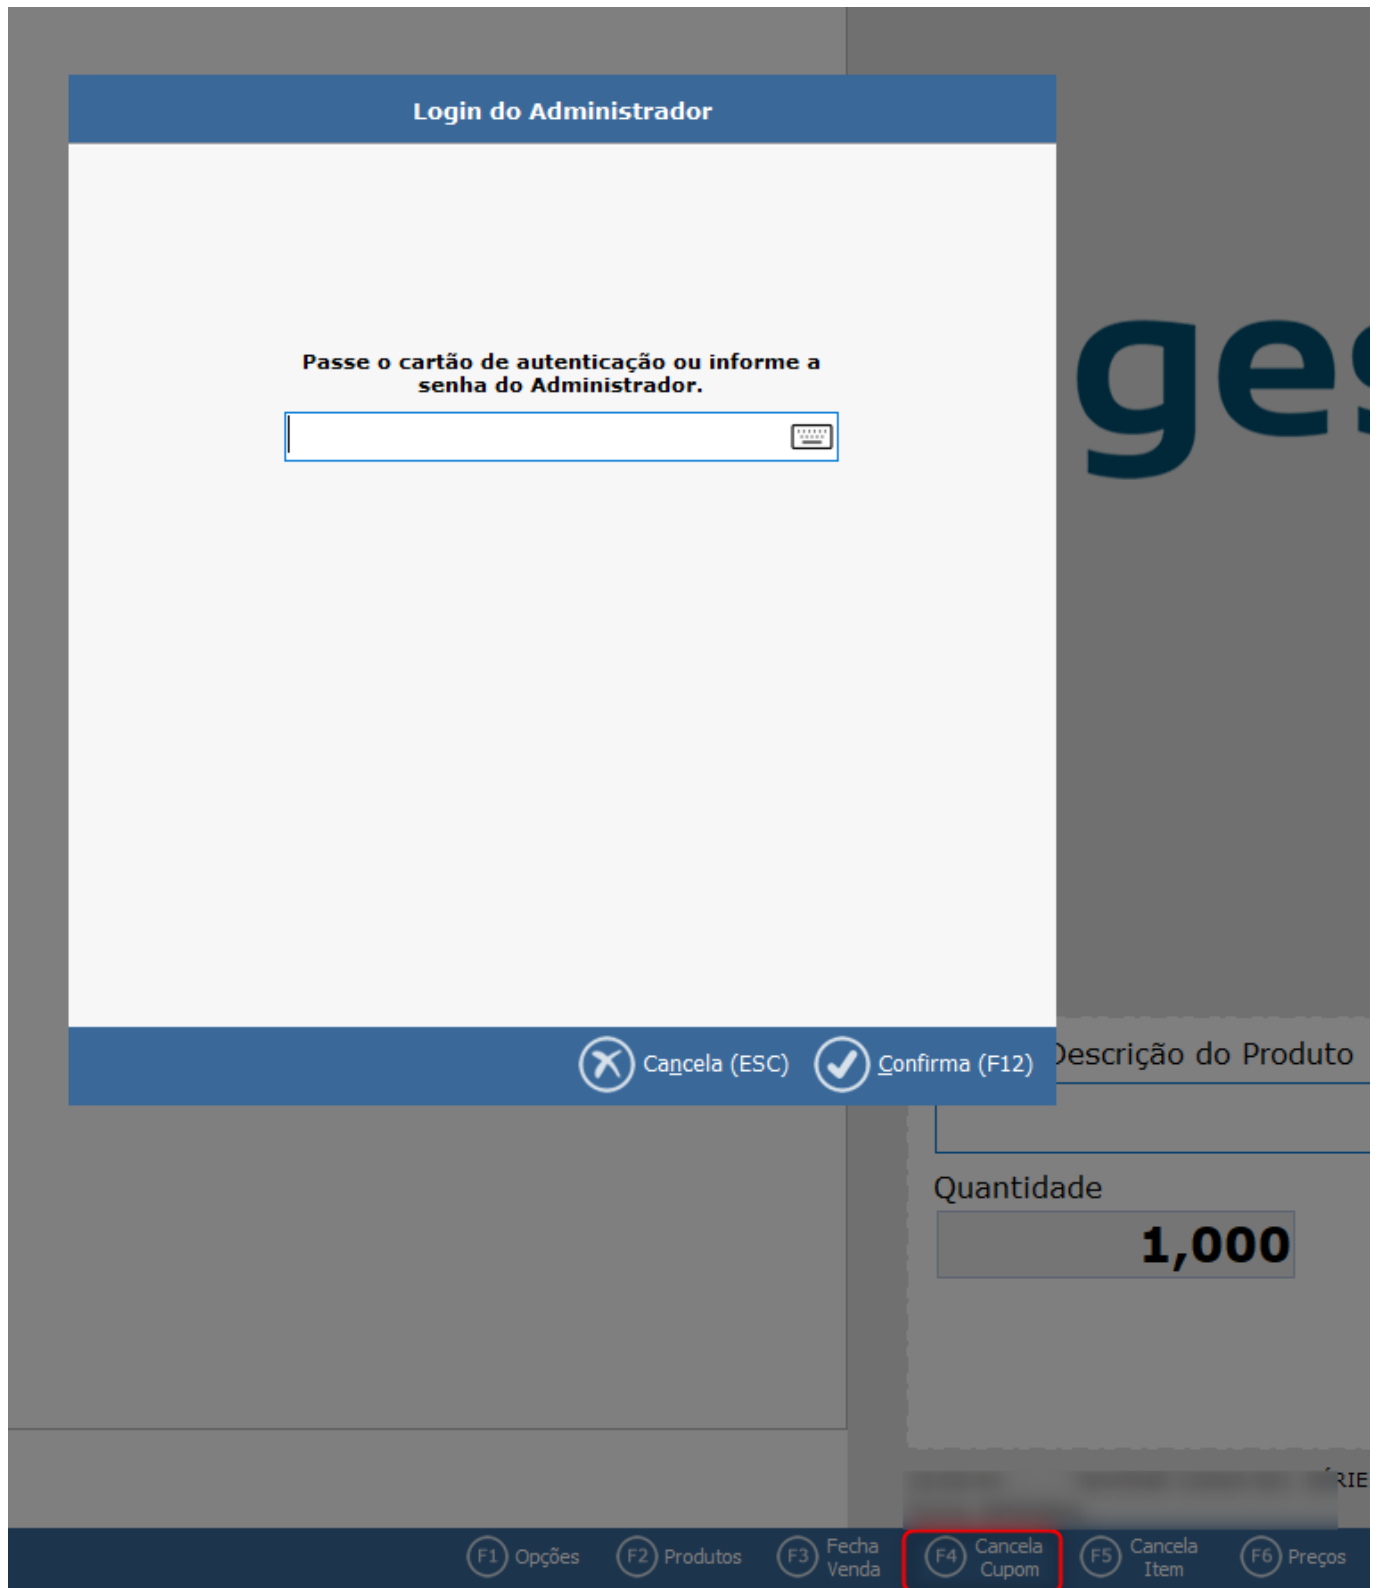 Login do Administrador
ges
Passe o cartão de autenticação ou informe a
senha do Administrador.
Cancela (ESC)
Confirma (F12)
Descrição do Produto
Quantidade
1,000
F1 Opções
F2 Produtos
F3 Fecha
Venda
F4 Cancela
Cupom
F5 Cancela
Item
F6 Preços